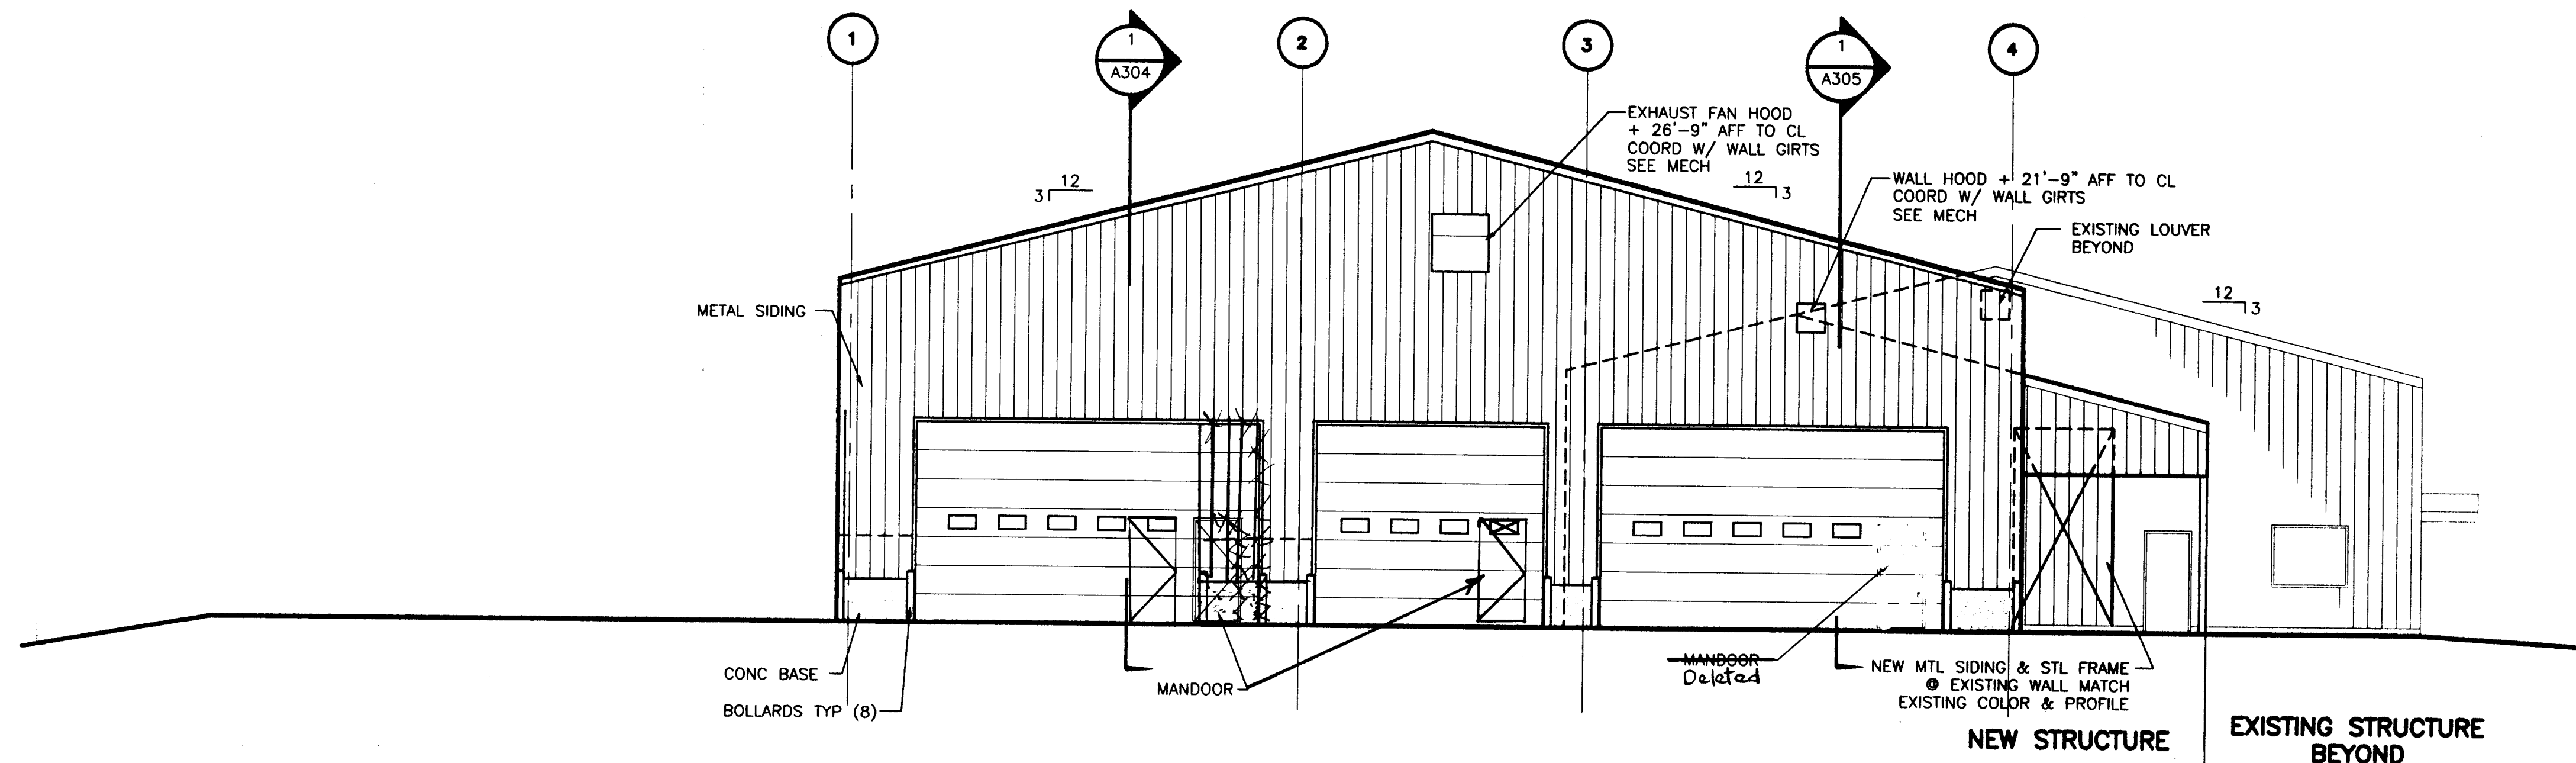 1
1
A304
2
3
1
A305
4
EXHAUST FAN HOOD
+ 26'-9" AFF TO CL
COORD W/ WALL GIRTS
SEE MECH
12
3
12
3
WALL HOOD + 21'-9" AFF TO CL
COORD W/ WALL GIRTS
SEE MECH
EXISTING LOUVER
BEYOND
12
3
METAL SIDING
CONC BASE
BOLLARDS TYP (8)
MANDOOR
MANDOOR
Deleted
NEW MTL SIDING & STL FRAME
@ EXISTING WALL MATCH
EXISTING COLOR & PROFILE
NEW STRUCTURE
EXISTING STRUCTURE
BEYOND